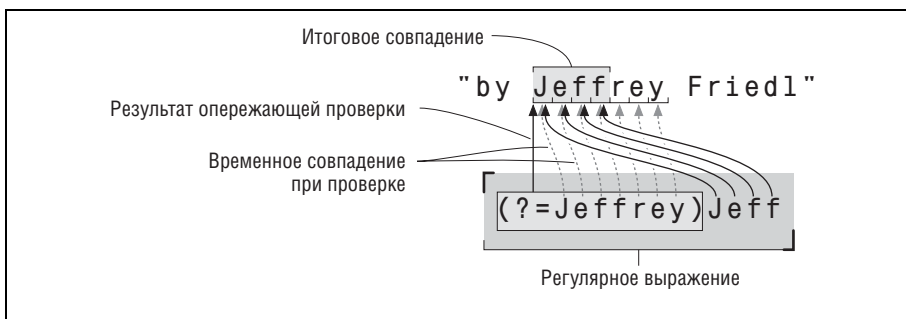 Итоговое совпадение
"by Jeffrey Friedl"
Результат опережающей проверки
Временное совпадение
при проверке
(?=Jeffrey)Jeff
Регулярное выражение